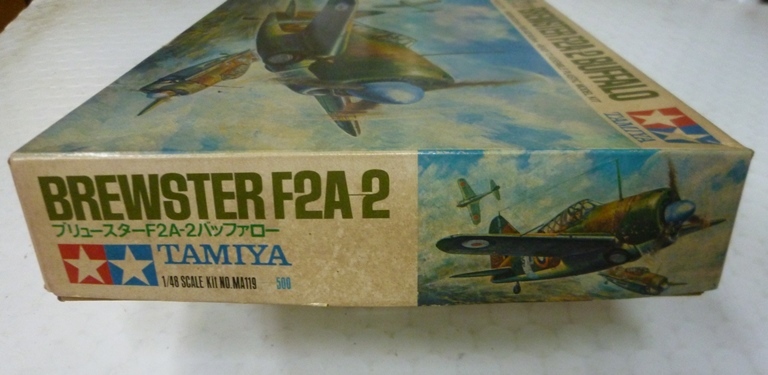 BREWSTER F2A-2 BUFFALO
TAMIYA
BREWSTER F2A-2
ブリュースターF2A-2バッファロー
TAMIYA
1/48 SCALE Kit NO.MA119 500